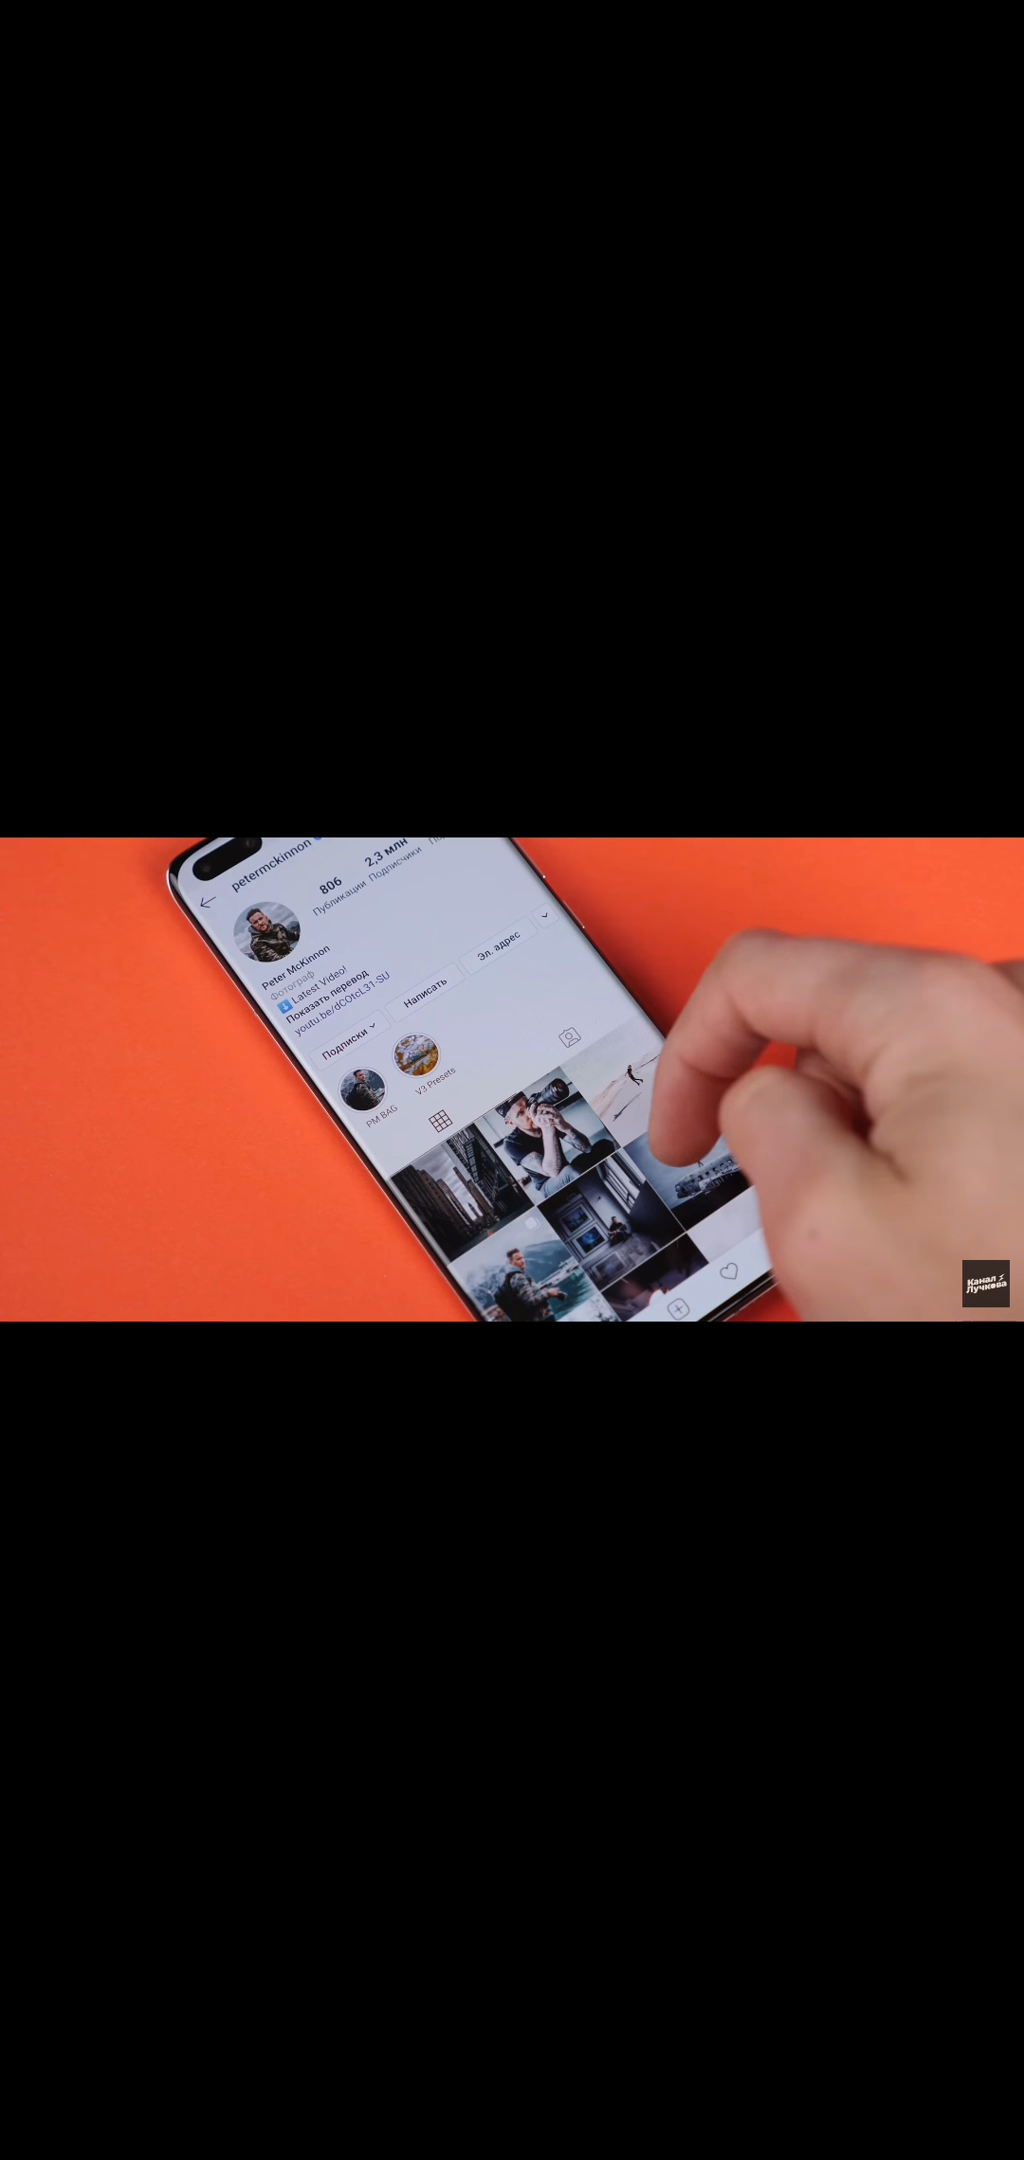 petermckinnon
806
Публикации
2,3 млн
Подписчики
Peter McKinnon
Фотограф
Latest Video!
Показать перевод
youtu.be/dCOtcL31-SU
Подписки
Написать
Эл. адрес
PM BAG
V3 Presets
Канал
Лучкова